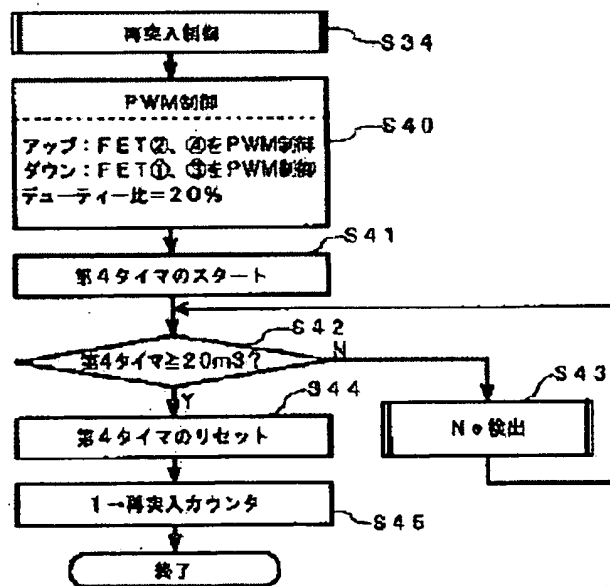 再突入制御
S34
PWM制御
アップ：FET②、④をPWM制御
ダウン：FET①、③をPWM制御
デューティー比＝20％
S40
S41
第4タイマのスタート
S42
第4タイマ≧20mS?
N
S43
Y
S44
Ne検出
第4タイマのリセット
1→再突入カウンタ
S45
終了